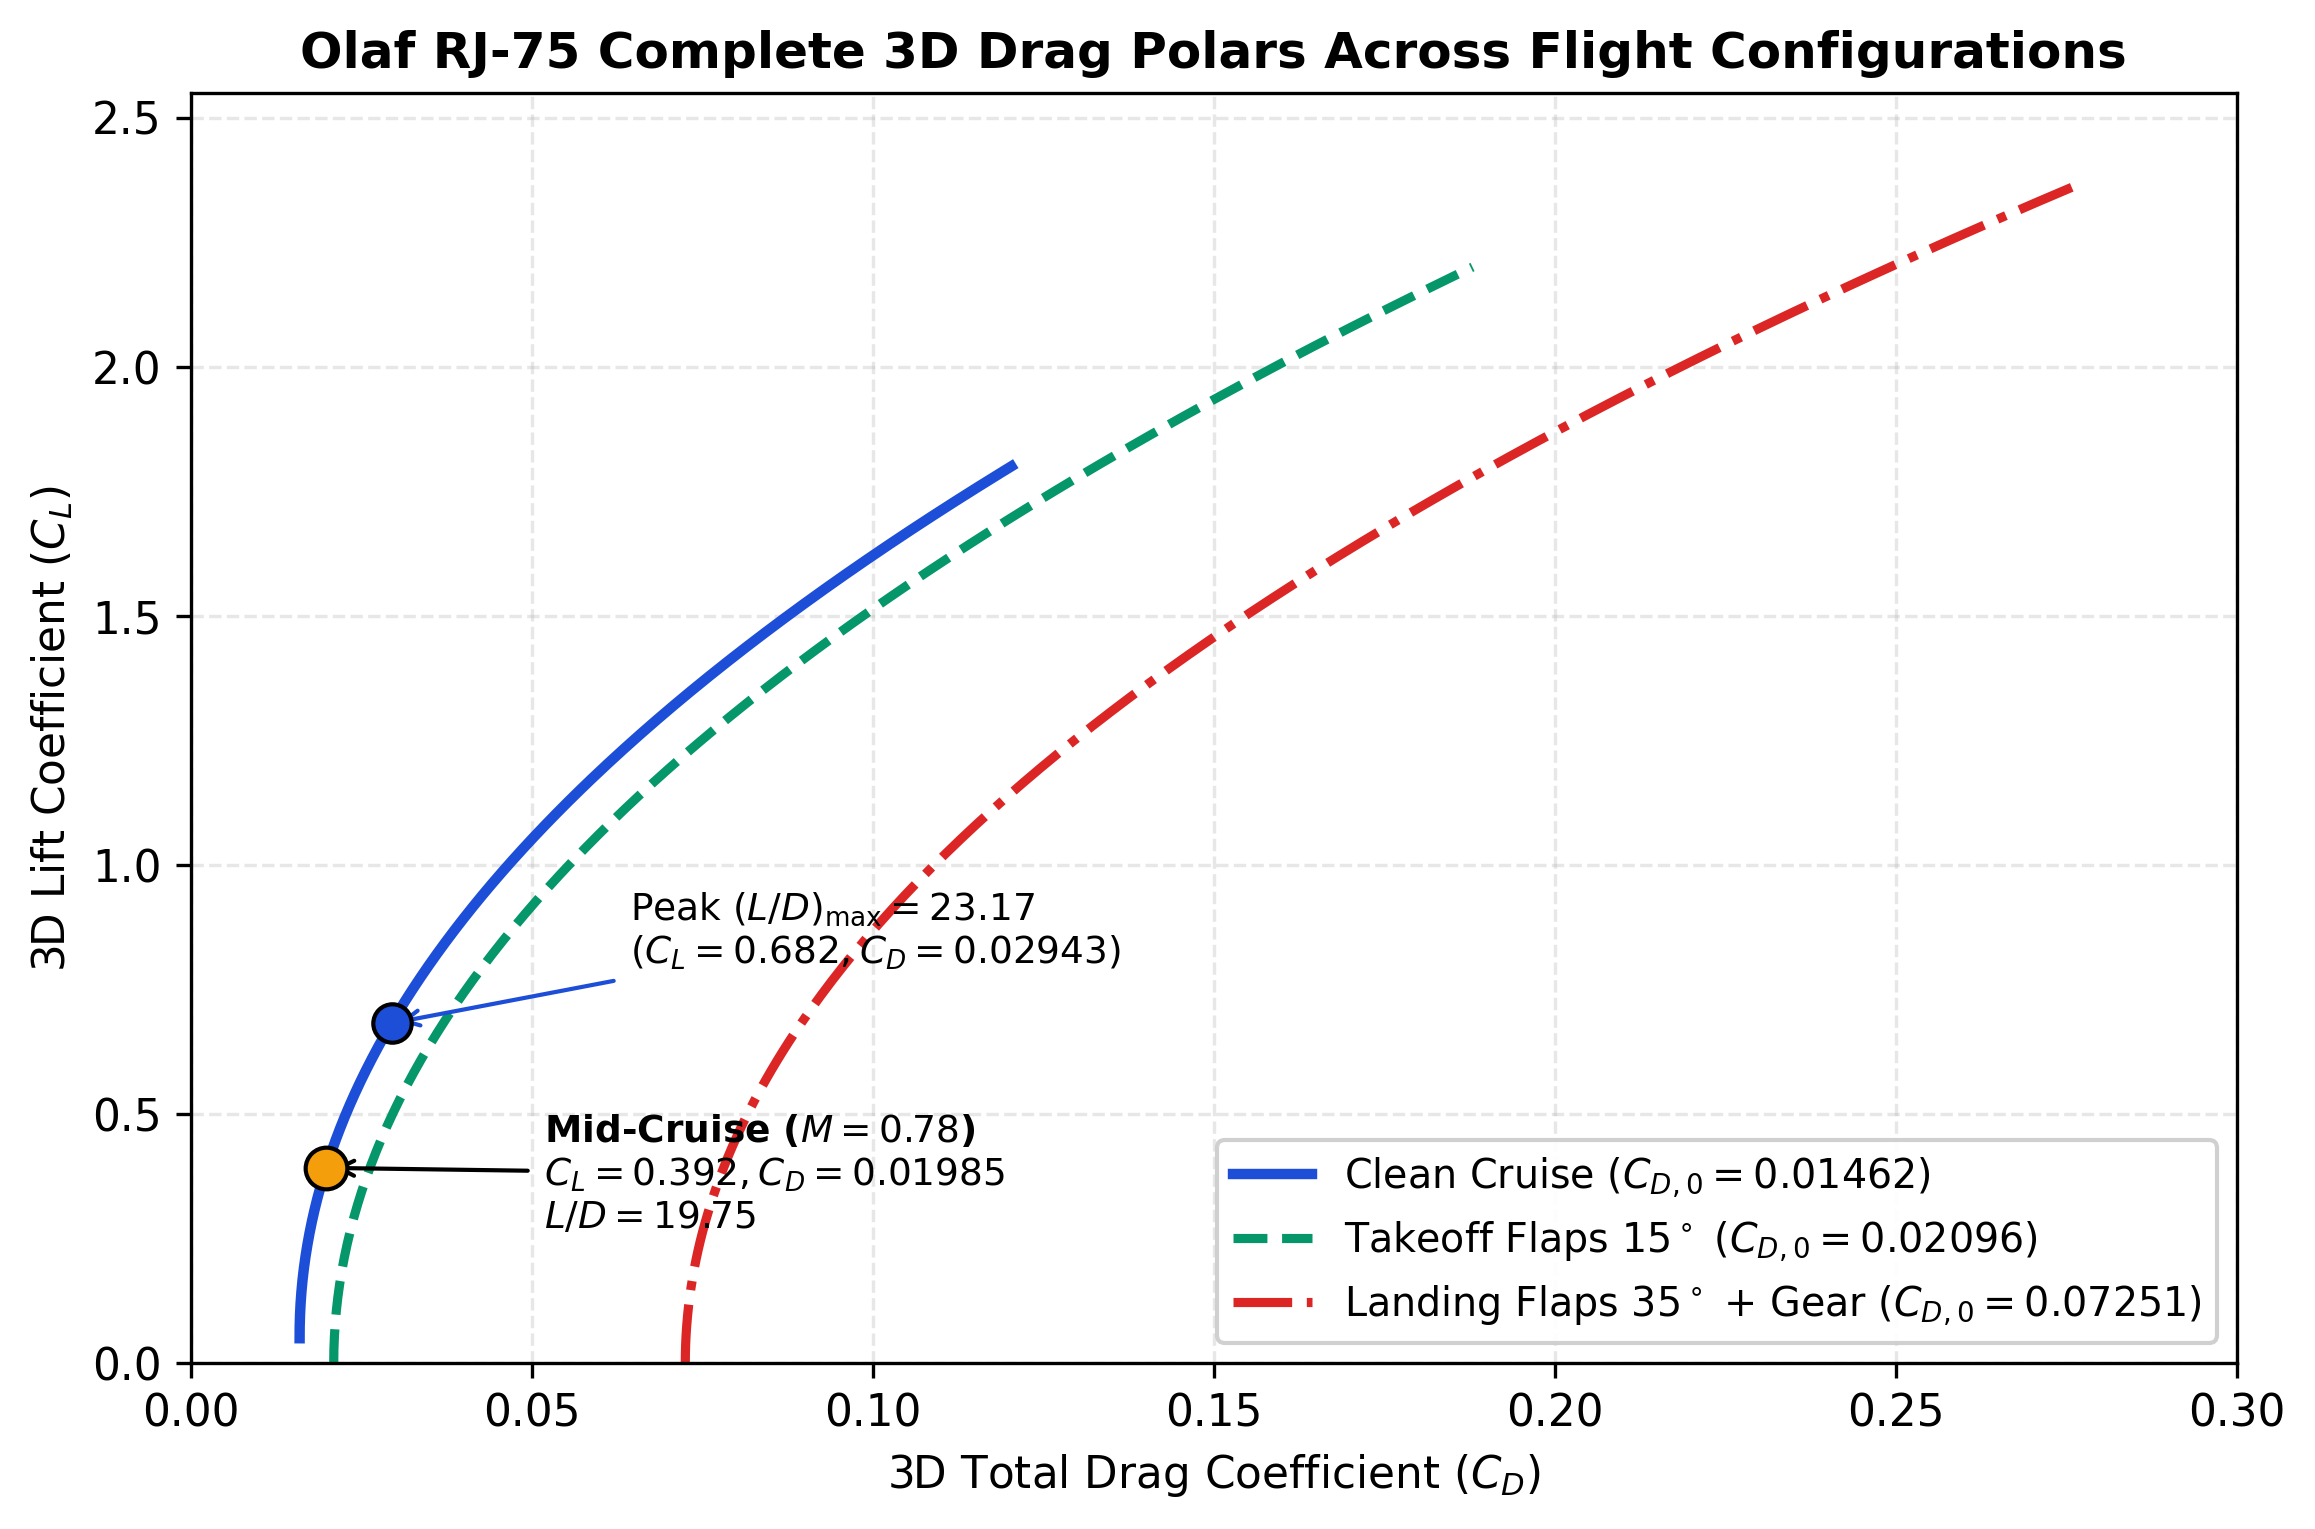 Olaf RJ-75 Complete 3D Drag Polars Across Flight Configurations
2.5
2.0
1.5
1.0
0.5
0.0
3D Lift Coefficient (C_L)
Peak (L/D)_max = 23.17
(C_L = 0.682, C_D = 0.02943)
Mid-Cruise (M = 0.78)
C_L = 0.392, C_D = 0.01985
L/D = 19.75
Clean Cruise (C_{D,0} = 0.01462)
Takeoff Flaps 15° (C_{D,0} = 0.02096)
Landing Flaps 35° + Gear (C_{D,0} = 0.07251)
0.00 0.05 0.10 0.15 0.20 0.25 0.30
3D Total Drag Coefficient (C_D)